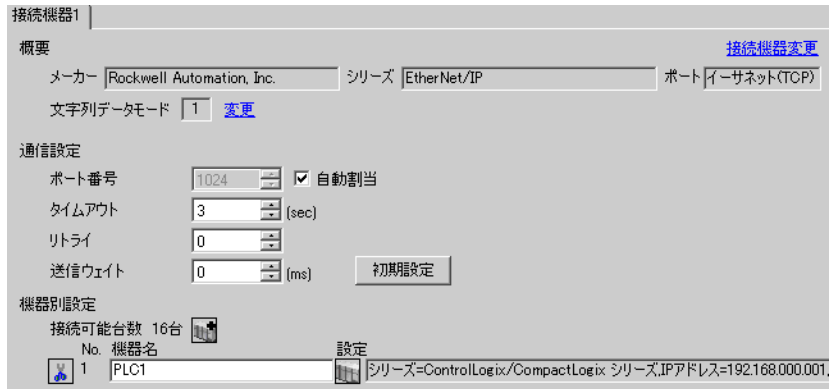 接続機器1
概要
接続機器変更
メーカー Rockwell Automation, Inc. シリーズ EtherNet/IP ポート イーサネット(TCP)
文字列データモード 1 変更
通信設定
ポート番号 1024 自動割当
タイムアウト 3 (sec)
リトライ 0
送信ウェイト 0 (ms) 初期設定
機器別設定
接続可能台数 16台
No. 機器名 設定
1 PLC1 シリーズ=ControlLogix/CompactLogix シリーズ,IPアドレス=192.168.000.001,